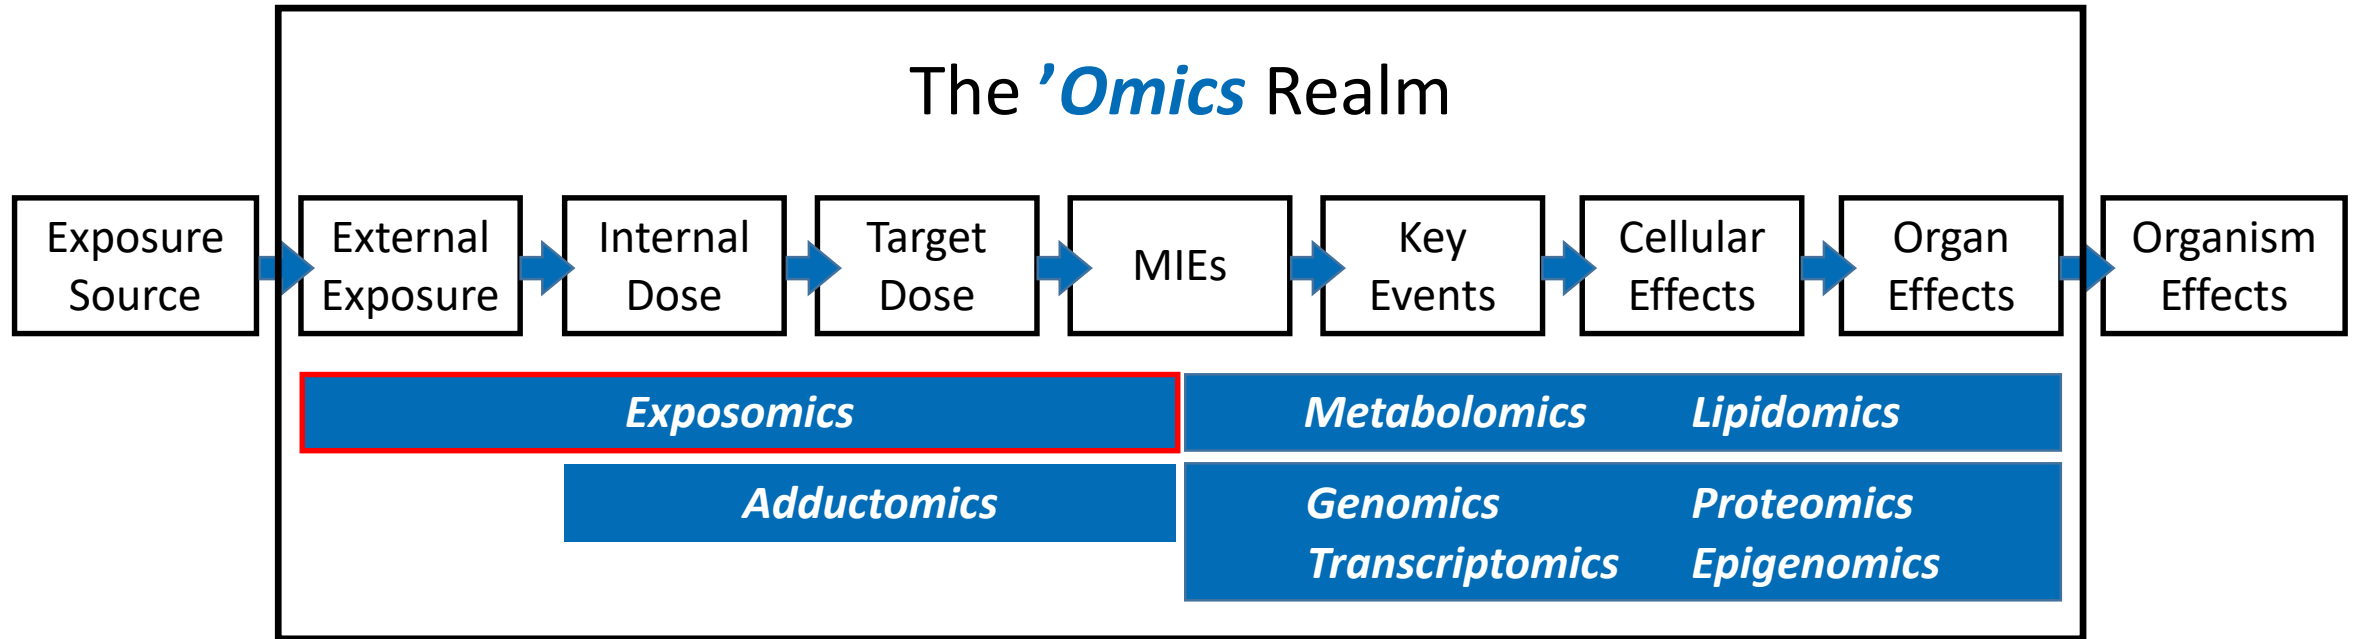 The ’Omics Realm
Exposure
Source
External
Exposure
Internal
Dose
Target
Dose
MIEs
Key
Events
Cellular
Effects
Organ
Effects
Organism
Effects
Exposomics
Metabolomics Lipidomics
Adductomics
Genomics Proteomics
Transcriptomics Epigenomics